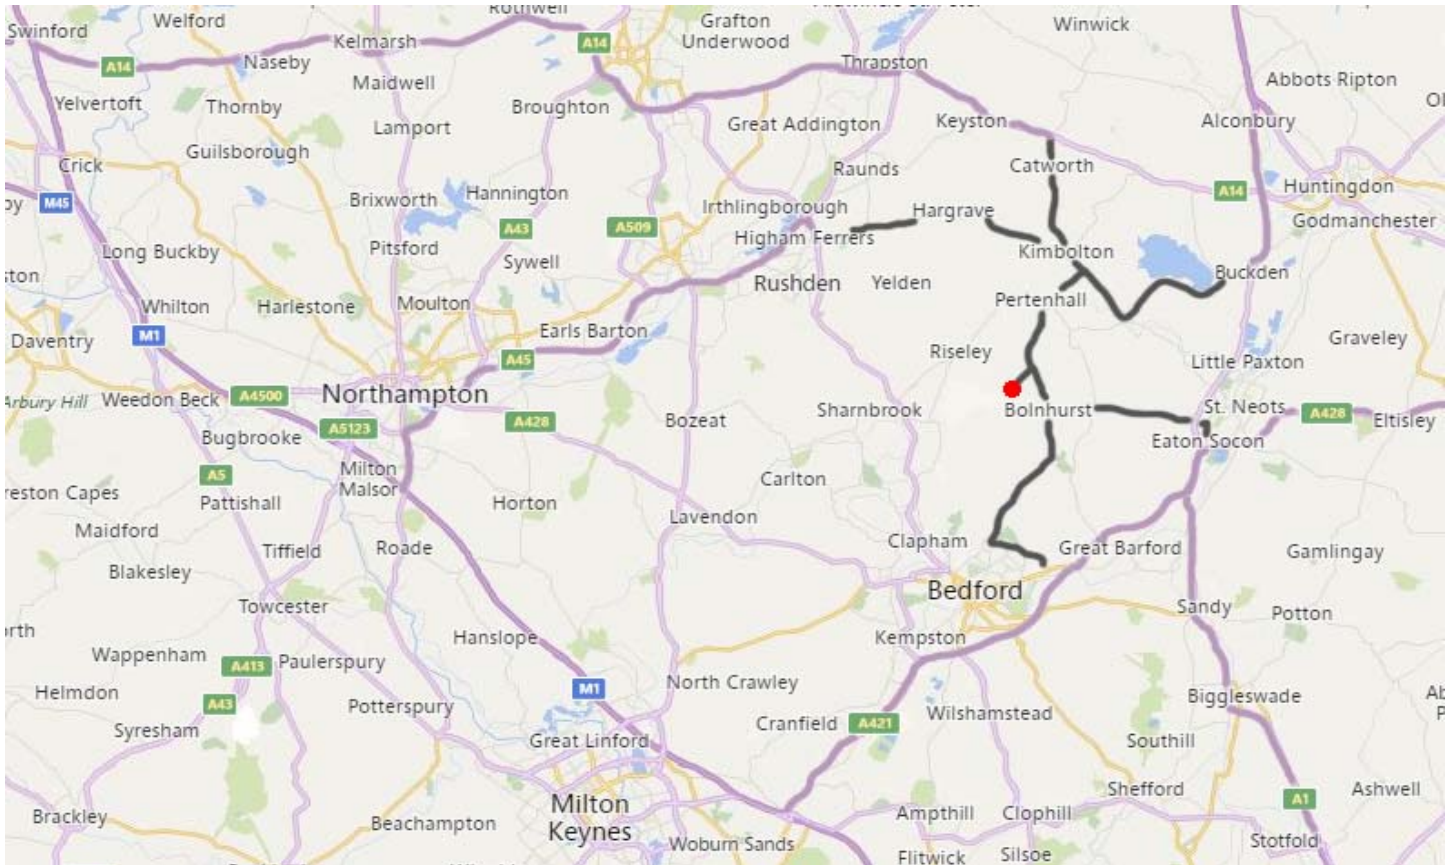 Rothwell
Welford
Swinford
Grafton
Underwood
Winwick
Kelmarsh
A14
Naseby
A14
Thrapston
Maidwell
Abbots Ripton
Yelvertoft
Thornby
Broughton
Lamport
Great Addington
Keyston
Alconbury
Guilsborough
Crick
Raunds
Catworth
A14
Huntingdon
M45
Brixworth
Hannington
Irthlingborough
Hargrave
Godmanchester
A43
A509
Higham Ferrers
Long Buckby
Pitsford
Sywell
Kimbolton
Buckden
Rushden
Yelden
Whilton
Harlestone
Moulton
Pertenhall
M1
Earls Barton
Daventry
Graveley
A45
Riseley
Little Paxton
Arbury Hill
Weedon Beck
A4500
Northampton
A428
Bozeat
Sharnbrook
Bolnhurst
St. Neots
A428
Eltisley
Bugbrooke
A5123
Eaton Socon
A5
Milton
Malsor
Carlton
reston Capes
Pattishall
Horton
Lavendon
Maidford
Tiffield
Roade
Clapham
Great Barford
Gamlingay
Blakesley
Bedford
Towcester
Sandy
Potton
orth
Hanslope
Kempston
Wappenham
A413
Paulerspury
Helmdon
A43
M1
North Crawley
Biggleswade
Potterspury
Cranfield
A421
Wilshamstead
Syresham
Great Linford
Southill
Shefford
Ashwell
A1
Milton
Keynes
Brackley
Beachampton
Ampthill
Clophill
Woburn Sands
Stotfold
Flitwick
Silsoe